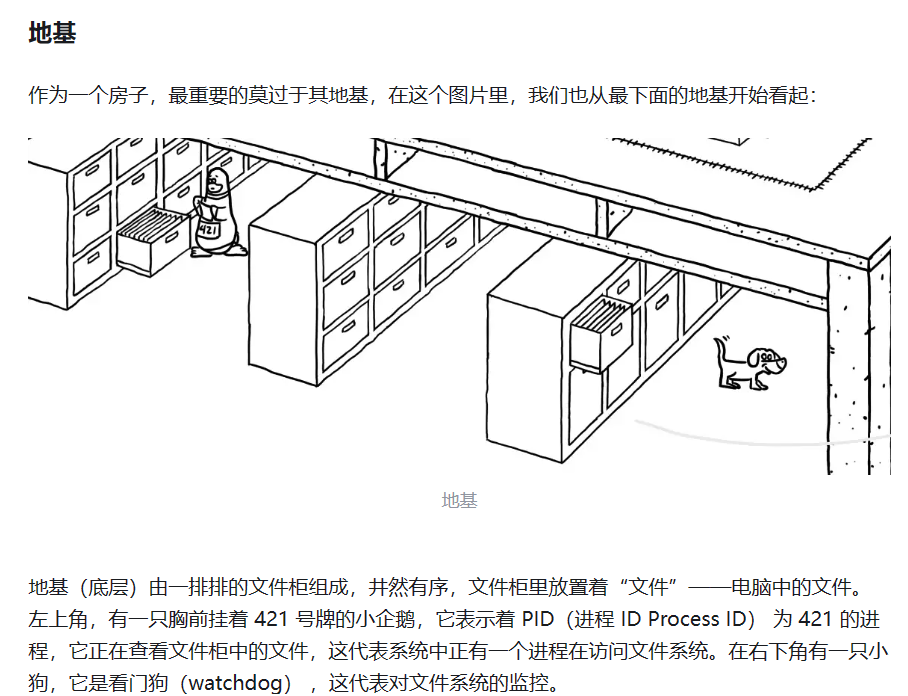 地基
作为一个房子，最重要的莫过于其地基，在这个图片里，我们也从最下面的地基开始看起：
421
地基
地基（底层）由一排排的文件柜组成，井然有序，文件柜里放置着“文件”——电脑中的文件。
左上角，有一只胸前挂着 421 号牌的小企鹅，它表示着 PID（进程 ID Process ID） 为 421 的进
程，它正在查看文件柜中的文件，这代表系统中正有一个进程在访问文件系统。在右下角有一只小
狗，它是看门狗（watchdog） ，这代表对文件系统的监控。